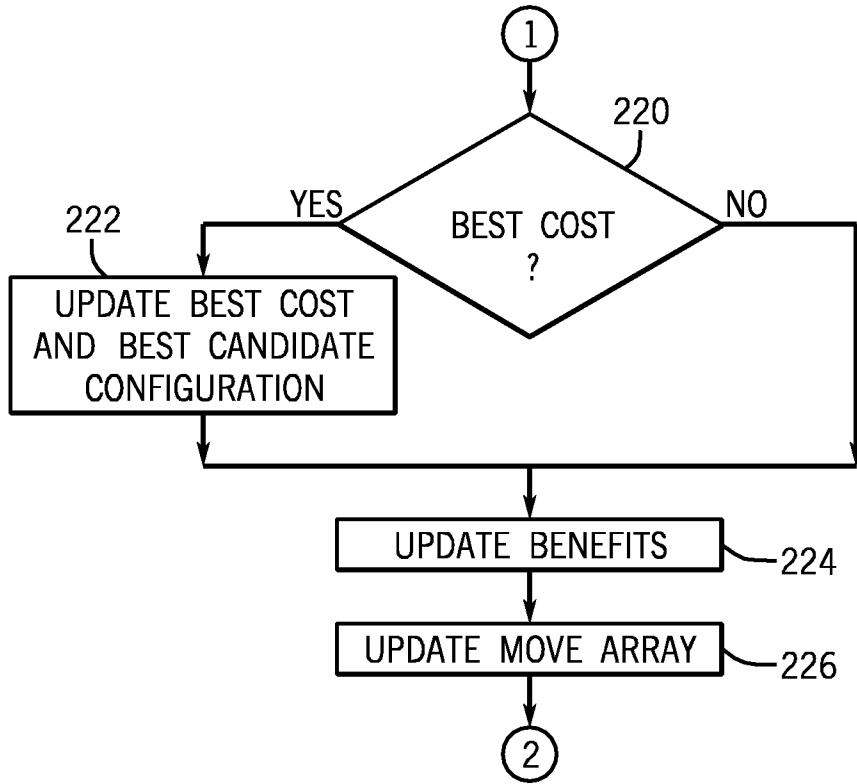 1
220
YES
NO
BEST COST
?
222
UPDATE BEST COST
AND BEST CANDIDATE
CONFIGURATION
UPDATE BENEFITS
224
UPDATE MOVE ARRAY
226
2